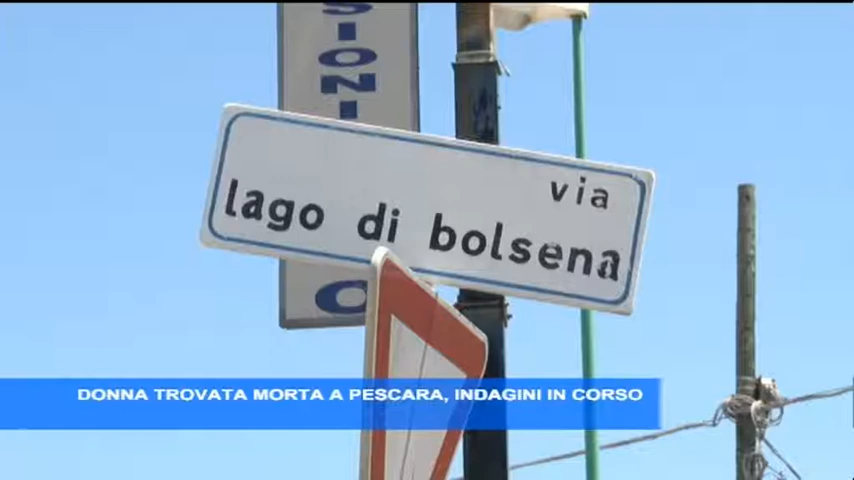 via
lago di bolsena
DONNA TROVATA MORTA A PESCARA, INDAGINI IN CORSO